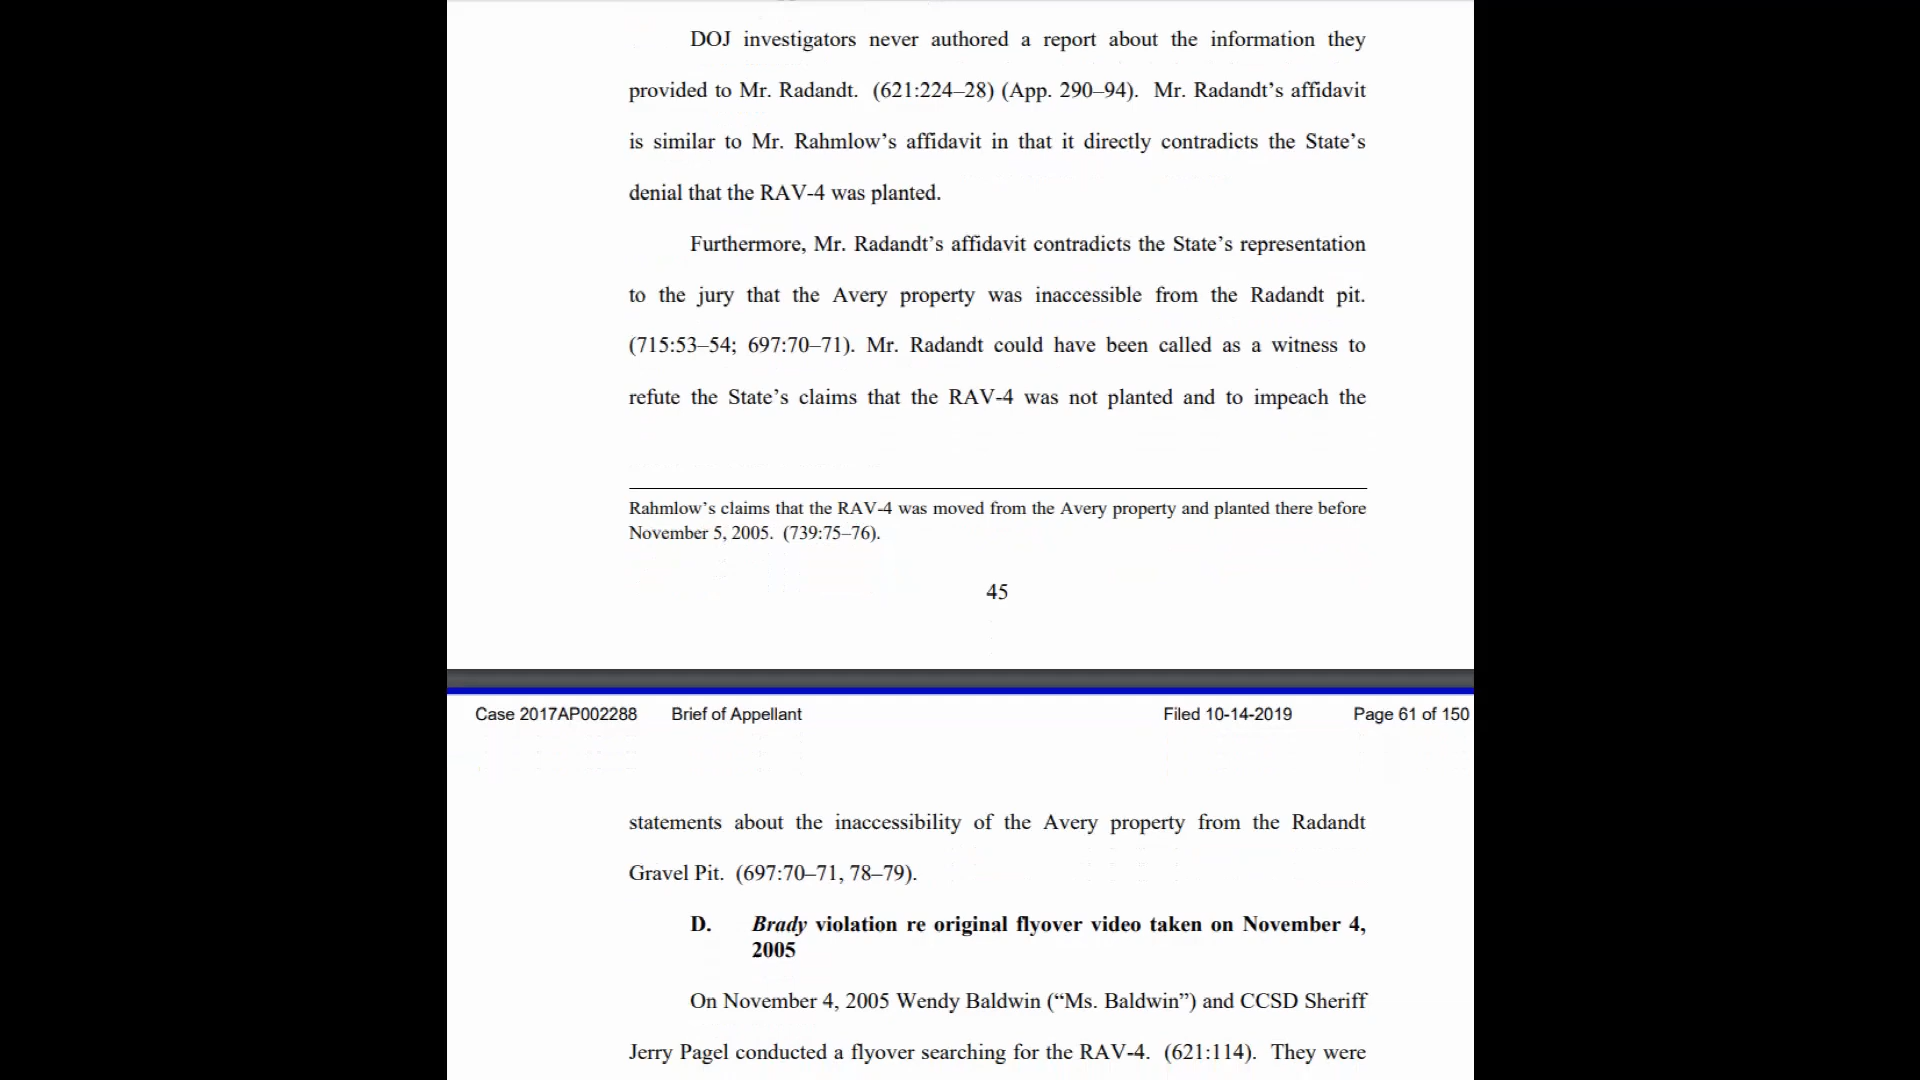 DOJ investigators never authored a report about the information they
provided to Mr. Radandt. (621:224–28) (App. 290–94). Mr. Radandt’s affidavit
is similar to Mr. Rahmlow’s affidavit in that it directly contradicts the State’s
denial that the RAV-4 was planted.
Furthermore, Mr. Radandt’s affidavit contradicts the State’s representation
to the jury that the Avery property was inaccessible from the Radandt pit.
(715:53–54; 697:70–71). Mr. Radandt could have been called as a witness to
refute the State’s claims that the RAV-4 was not planted and to impeach the
Rahmlow’s claims that the RAV-4 was moved from the Avery property and planted there before
November 5, 2005. (739:75–76).
45
Case 2017AP002288 Brief of Appellant Filed 10-14-2019 Page 61 of 150
statements about the inaccessibility of the Avery property from the Radandt
Gravel Pit. (697:70–71, 78–79).
D. Brady violation re original flyover video taken on November 4,
2005
On November 4, 2005 Wendy Baldwin (“Ms. Baldwin”) and CCSD Sheriff
Jerry Pagel conducted a flyover searching for the RAV-4. (621:114). They were